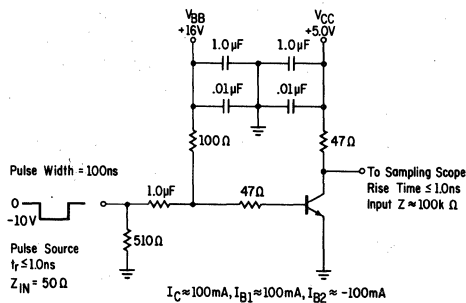 VBB
+16V
VCC
+5.0V
1.0µF
1.0µF
.01µF
.01µF
100Ω
47Ω
Pulse Width = 100ns
0
-10V
1.0µF
47Ω
To Sampling Scope
Rise Time ≤ 1.0ns
Input Z ≈ 100k Ω
510Ω
Pulse Source
tr ≤ 1.0ns
ZIN = 50Ω
IC ≈ 100mA, IB1 ≈ 100mA, IB2 ≈ -100mA